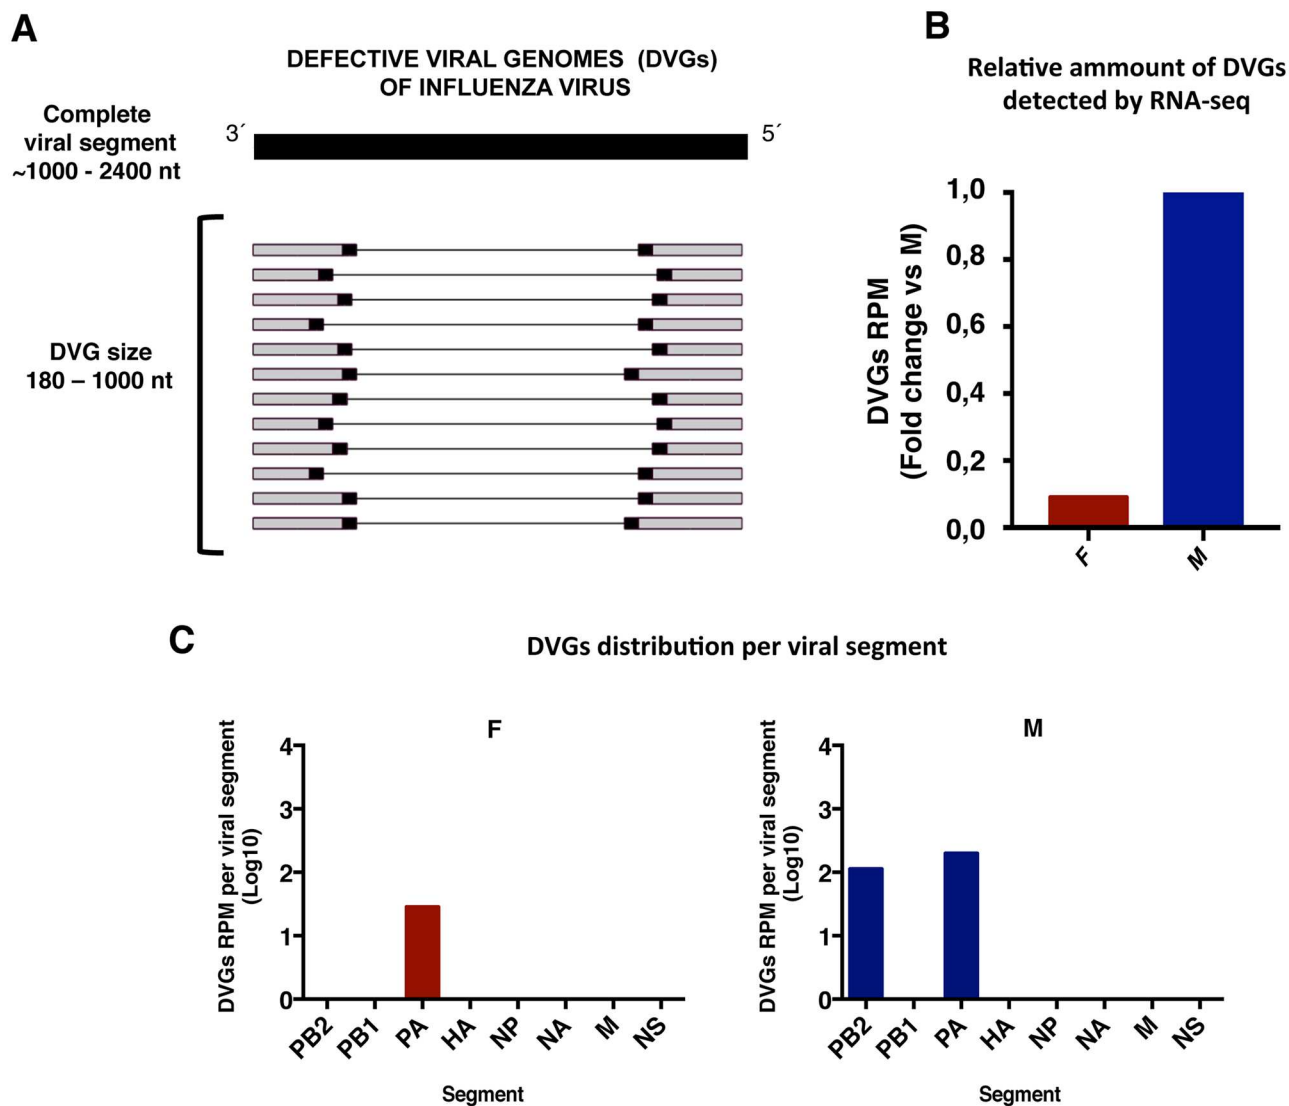 A
DEFECTIVE VIRAL GENOMES (DVGs)
OF INFLUENZA VIRUS
Complete
viral segment
~1000 - 2400 nt
3´
5´
DVG size
180 – 1000 nt
B
Relative ammount of DVGs
detected by RNA-seq
DVGs RPM
(Fold change vs M)
1,0
0,8
0,6
0,4
0,2
0,0
F
M
C
DVGs distribution per viral segment
F
DVGs RPM per viral segment
(Log10)
4
3
2
1
0
PB2
PB1
PA
HA
NP
NA
M
NS
Segment
M
DVGs RPM per viral segment
(Log10)
4
3
2
1
0
PB2
PB1
PA
HA
NP
NA
M
NS
Segment